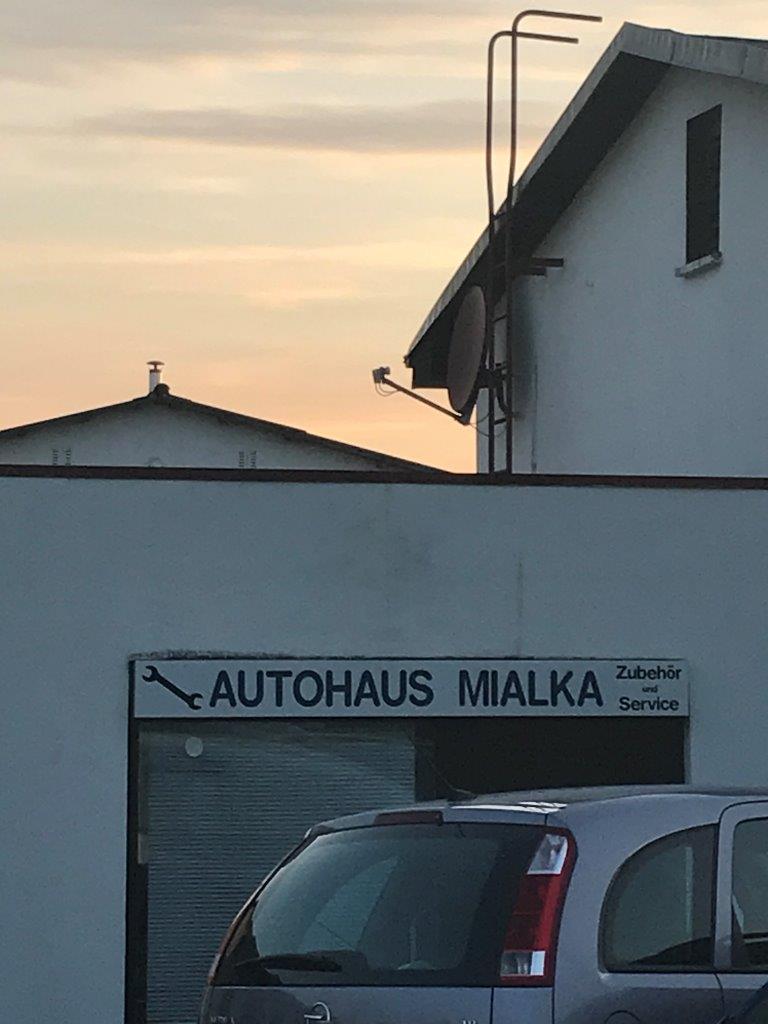 AUTOHAUS MIALKA
Zubehör
und
Service